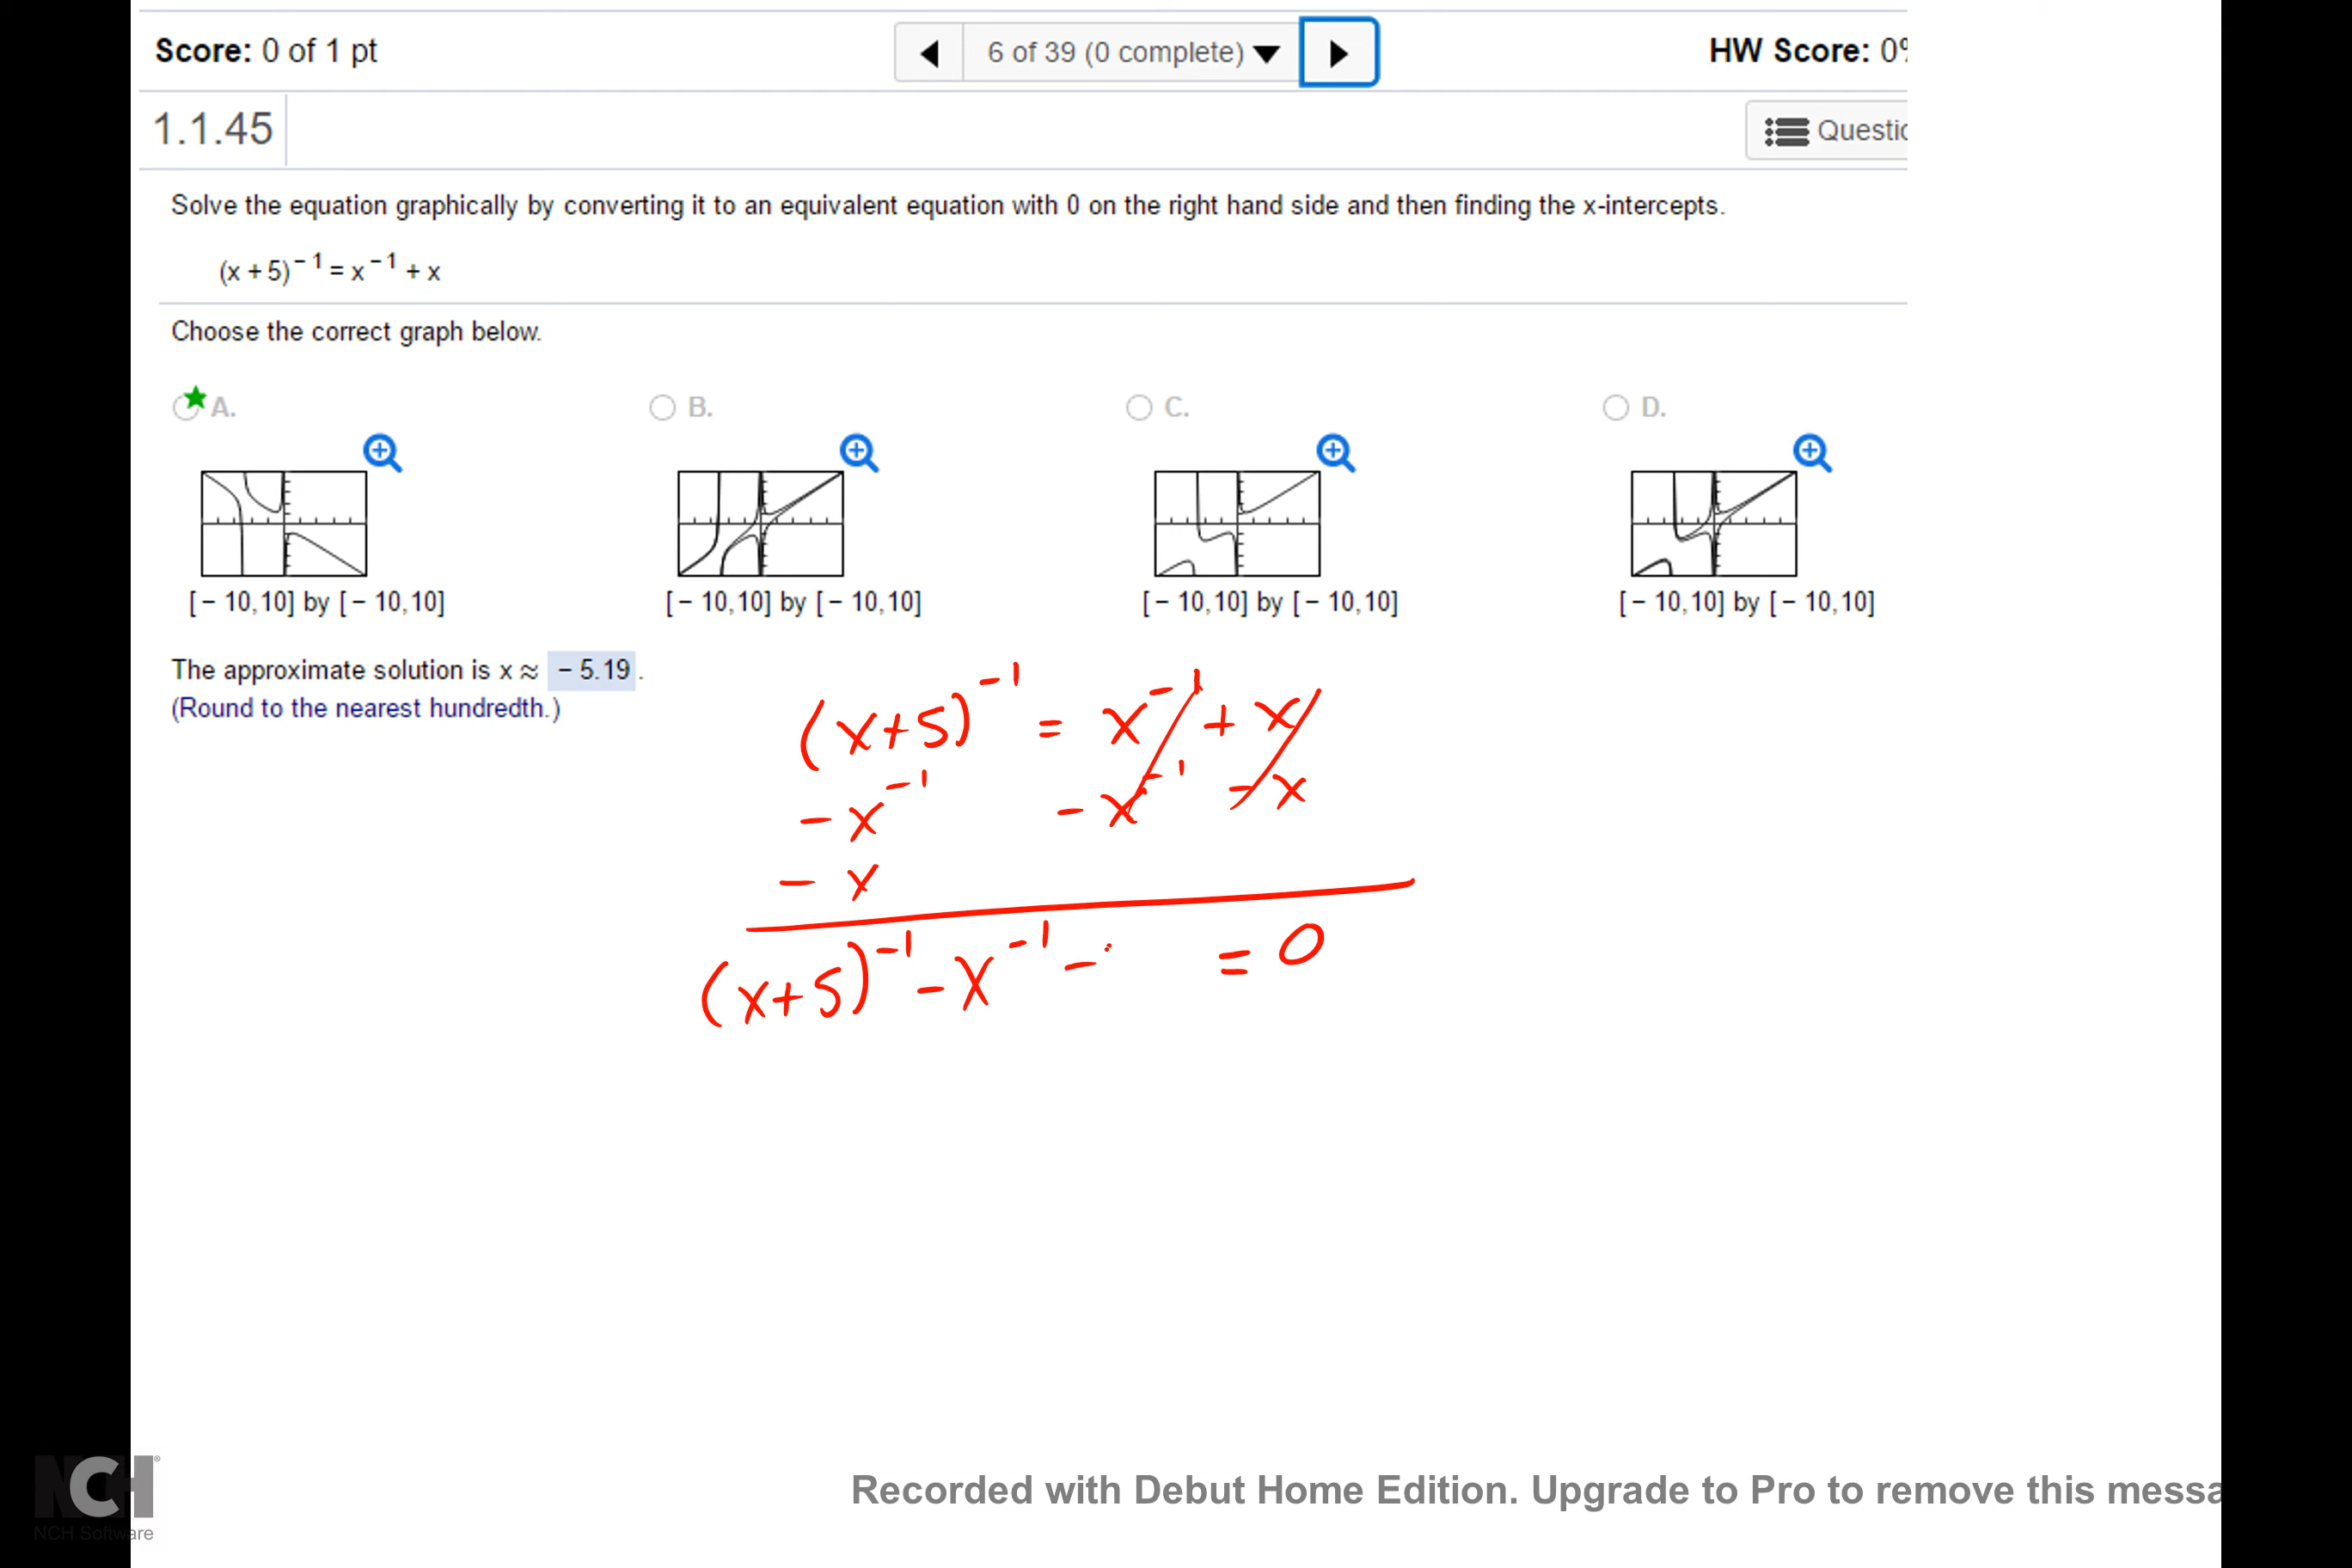 Score: 0 of 1 pt
6 of 39 (0 complete)
HW Score: 0%
1.1.45
Questio
Solve the equation graphically by converting it to an equivalent equation with 0 on the right hand side and then finding the x-intercepts.
(x + 5)⁻¹ = x⁻¹ + x
Choose the correct graph below.
A. B. C. D.
[− 10,10] by [− 10,10] [− 10,10] by [− 10,10] [− 10,10] by [− 10,10] [− 10,10] by [− 10,10]
The approximate solution is x ≈ − 5.19 .
(Round to the nearest hundredth.)
(x+5)⁻¹ = x⁻¹ + x
− x⁻¹ − x⁻¹ − x
− x
(x+5)⁻¹ − x⁻¹ − = 0
NCH®
NCH Software
Recorded with Debut Home Edition. Upgrade to Pro to remove this messa